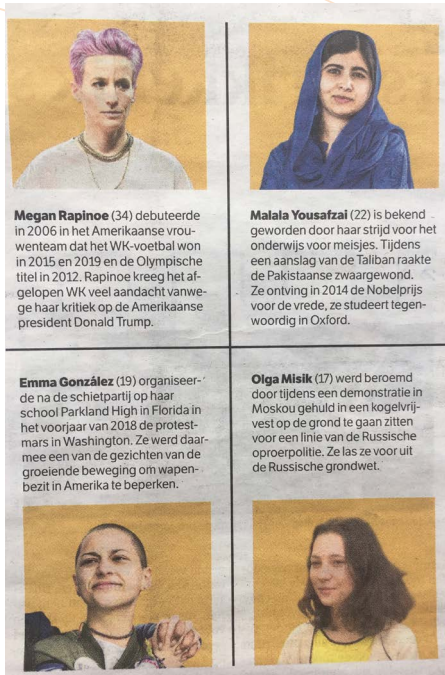 Megan Rapinoe (34) debuteerde
in 2006 in het Amerikaanse vrou-
wenteam dat het WK-voetbal won
in 2015 en 2019 en de Olympische
titel in 2012. Rapinoe kreeg het af-
gelopen WK veel aandacht vanwe-
ge haar kritiek op de Amerikaanse
president Donald Trump.
Malala Yousafzai (22) is bekend
geworden door haar strijd voor het
onderwijs voor meisjes. Tijdens
een aanslag van de Taliban raakte
de Pakistaanse zwaargewond.
Ze ontving in 2014 de Nobelprijs
voor de vrede, ze studeert tegen-
woordig in Oxford.
Emma González (19) organiseer-
de na de schietpartij op haar
school Parkland High in Florida in
het voorjaar van 2018 de protest-
mars in Washington. Ze werd daar-
mee een van de gezichten van de
groeiende beweging om wapen-
bezit in Amerika te beperken.
Olga Misik (17) werd beroemd
door tijdens een demonstratie in
Moskou gehuld in een kogelvrij-
vest op de grond te gaan zitten
voor een linie van de Russische
oproerpolitie. Ze las ze voor uit
de Russische grondwet.